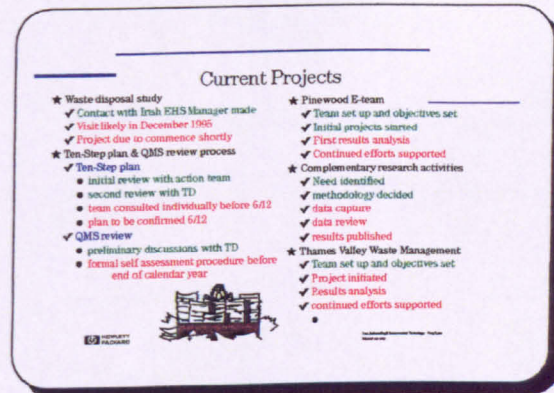 Current Projects
★ Waste disposal study
✓ Contact with Irish EHS Manager made
✓ Visit likely in December 1995
✓ Project due to commence shortly
★ Ten-Step plan & QMS review process
✓ Ten-Step plan
● initial review with action team
● second review with TD
● team consulted individually before 6/12
● plan to be confirmed 6/12
✓ QMS review
● preliminary discussions with TD
● formal self assessment procedure before
end of calendar year
★ Pinewood E-team
✓ Team set up and objectives set
✓ Initial projects started
✓ First results analysis
✓ Continued efforts supported
★ Complementary research activities
✓ Need identified
✓ methodology decided
✓ data capture
✓ data review
✓ results published
★ Thames Valley Waste Management
✓ Team set up and objectives set
✓ Project initiated
✓ Results analysis
✓ continued efforts supported
●
hp HEWLETT
PACKARD